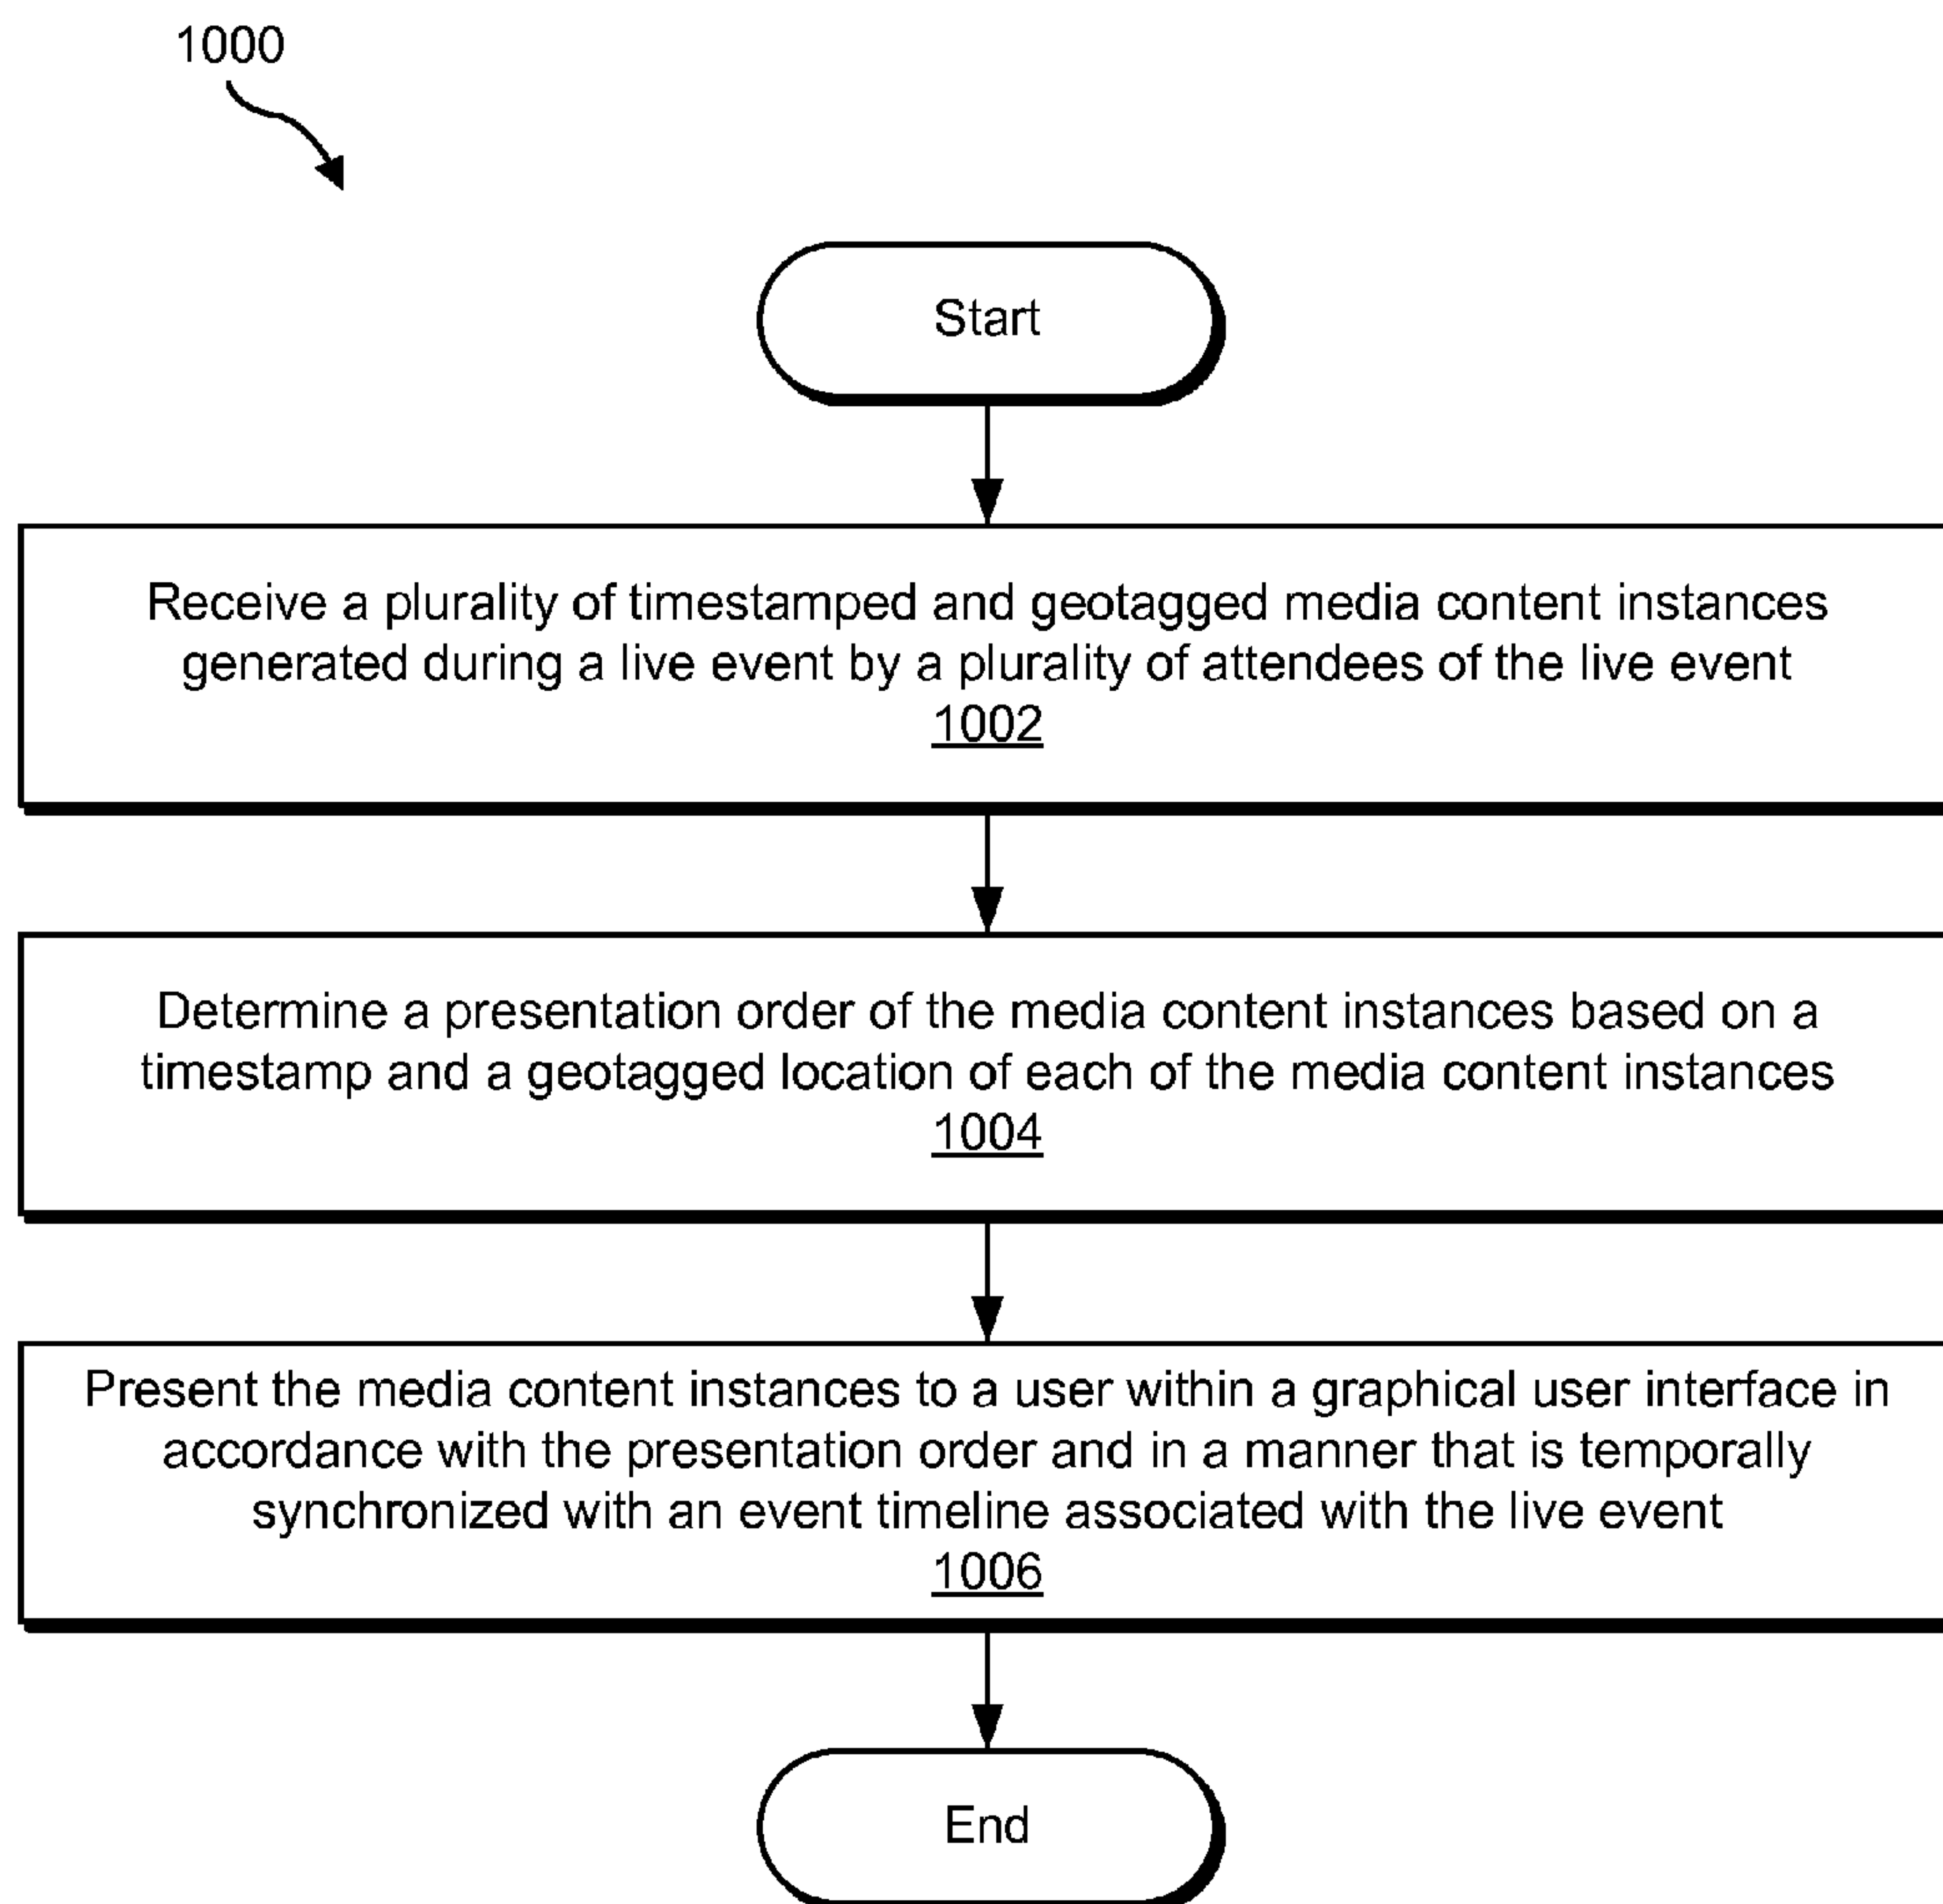 1000
Start
Receive a plurality of timestamped and geotagged media content instances
generated during a live event by a plurality of attendees of the live event
1002
Determine a presentation order of the media content instances based on a
timestamp and a geotagged location of each of the media content instances
1004
Present the media content instances to a user within a graphical user interface in
accordance with the presentation order and in a manner that is temporally
synchronized with an event timeline associated with the live event
1006
End